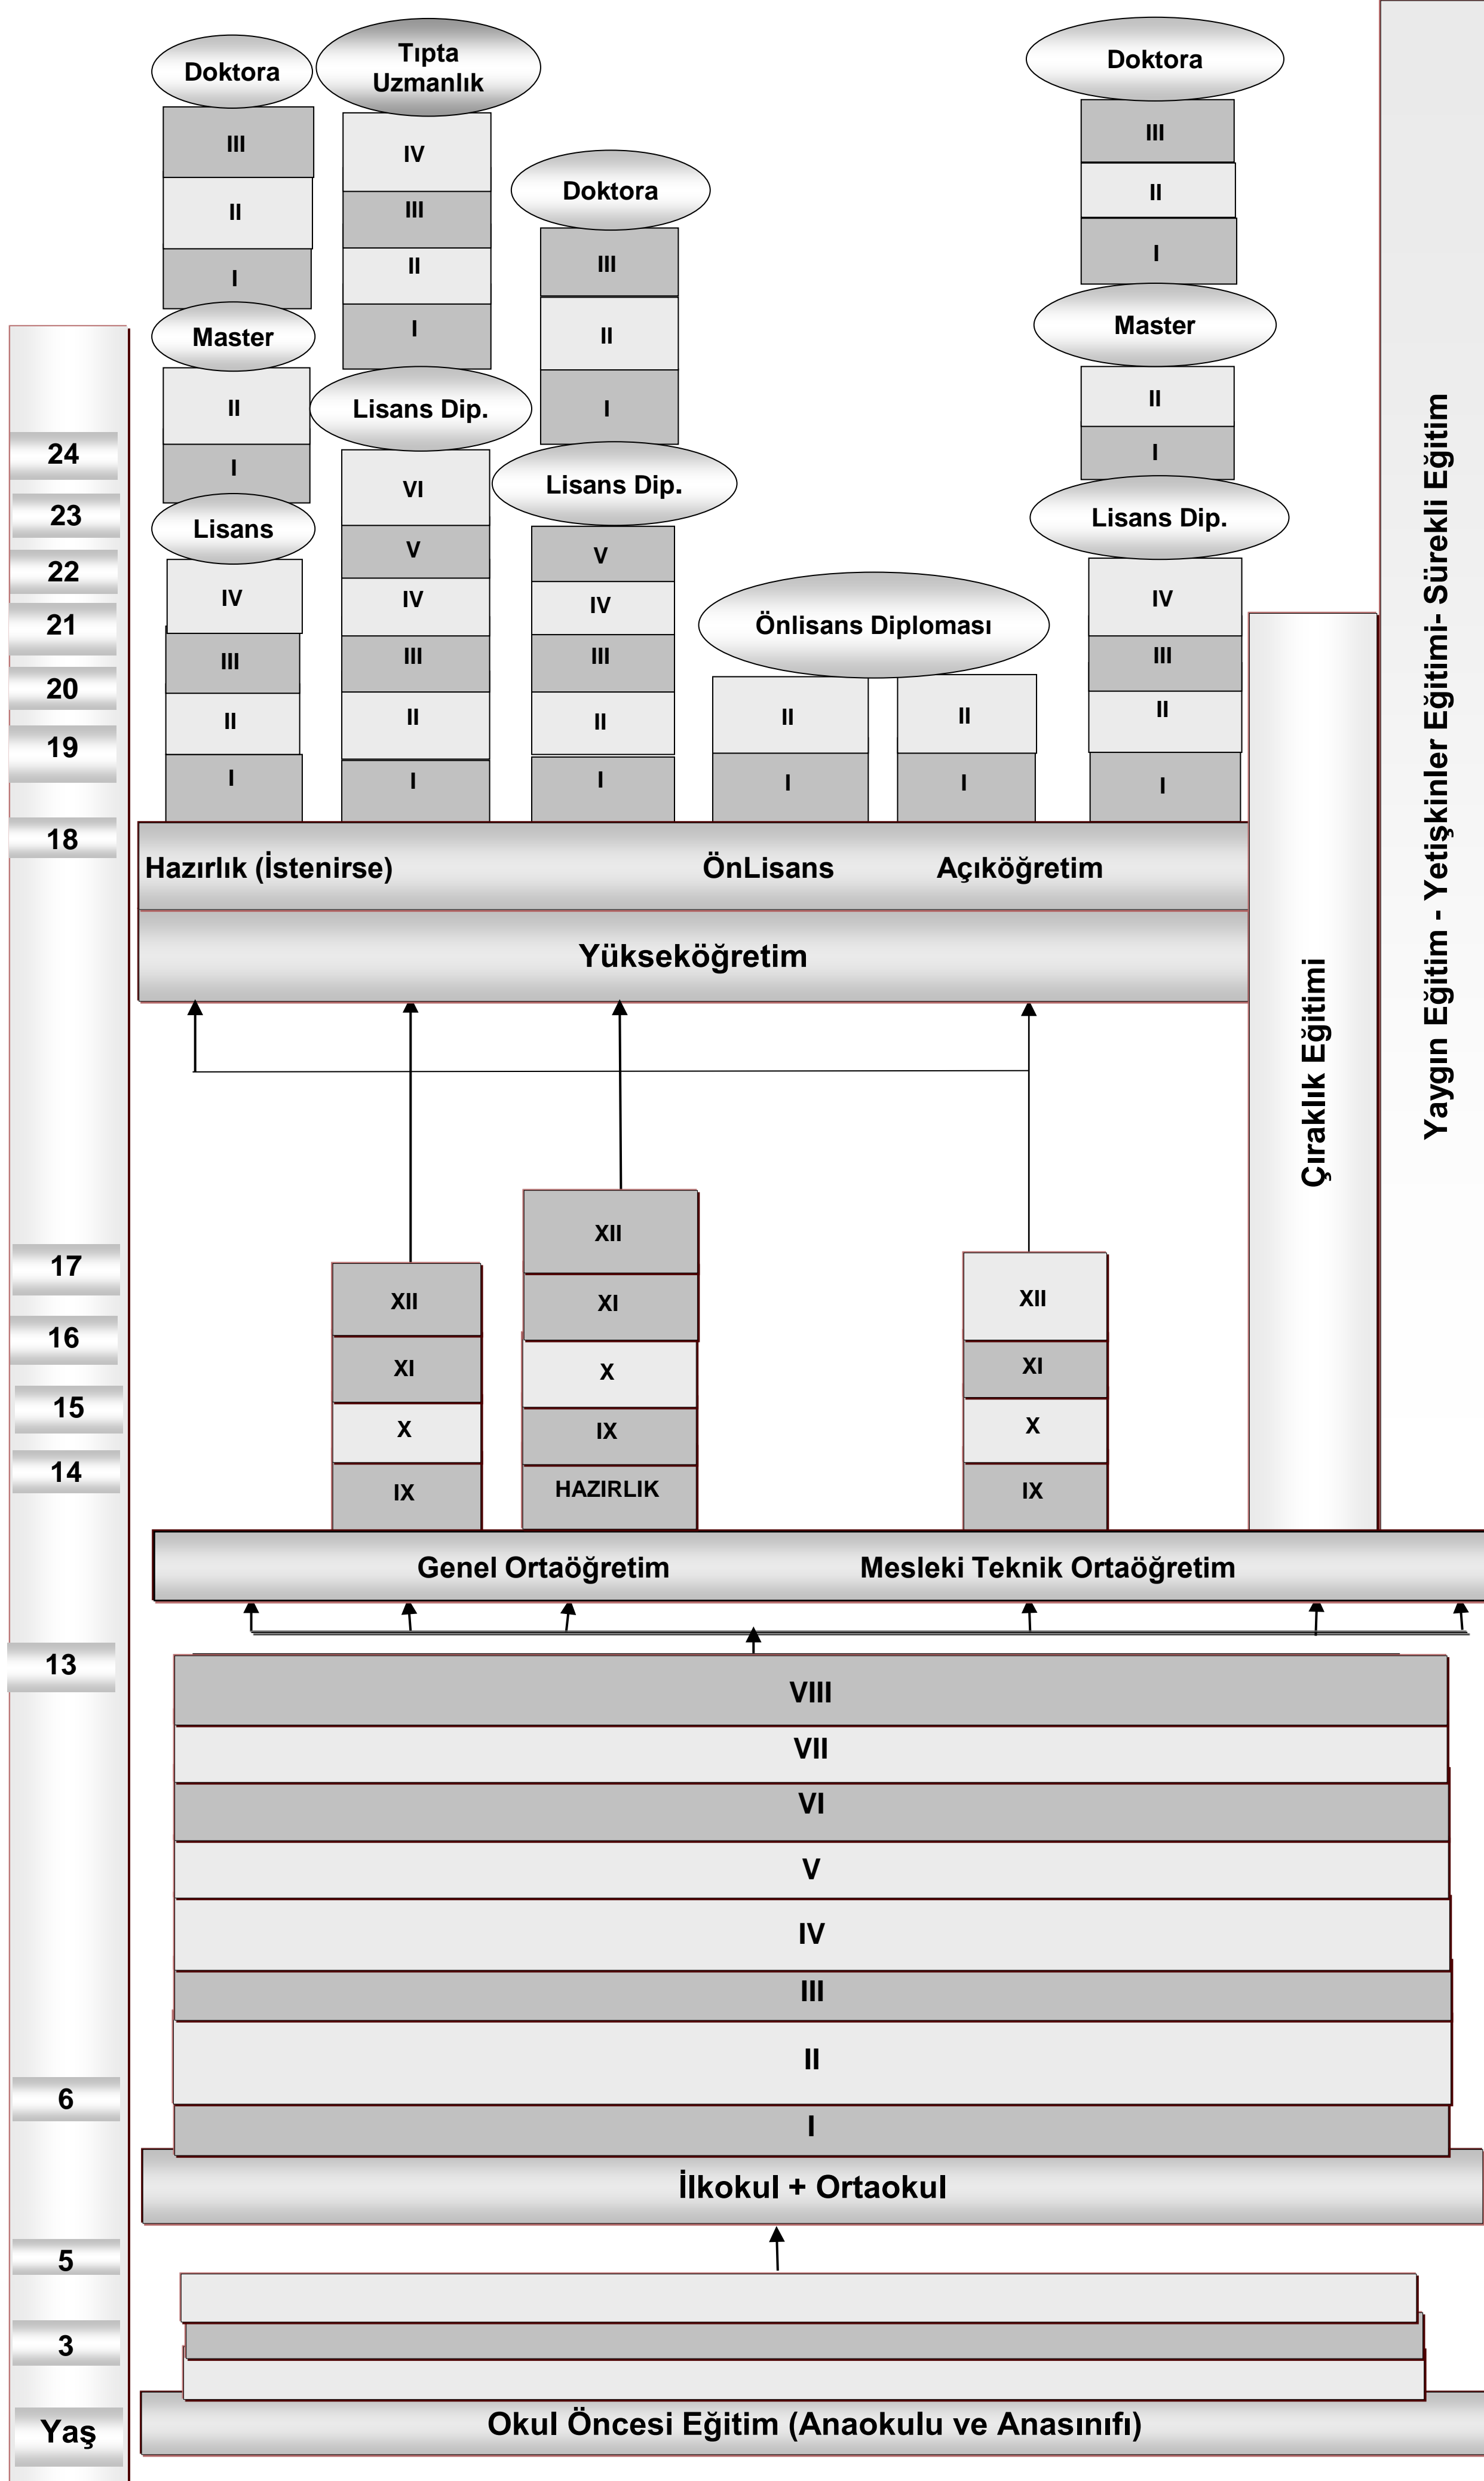 Doktora
Tıpta
Uzmanlık
Doktora
III
IV
III
Doktora
II
III
II
III
I
II
I
Master
I
II
Master
II
Lisans Dip.
I
II
24
I
I
VI
Lisans Dip.
23
Lisans
Lisans Dip.
V
V
22
IV
IV
IV
IV
21
Önlisans Diploması
III
III
III
III
20
II
II
II
II
II
II
19
I
I
I
I
I
I
18
Hazırlık (İstenirse)
ÖnLisans
Açıköğretim
Yükseköğretim
Çıraklık Eğitimi
Yaygın Eğitim - Yetişkinler Eğitimi- Sürekli Eğitim
XII
17
XII
XII
XI
16
XI
XI
X
15
X
X
IX
14
IX
HAZIRLIK
IX
Genel Ortaöğretim
Mesleki Teknik Ortaöğretim
13
VIII
VII
VI
V
IV
III
II
6
I
İlkokul + Ortaokul
5
3
Yaş
Okul Öncesi Eğitim (Anaokulu ve Anasınıfı)